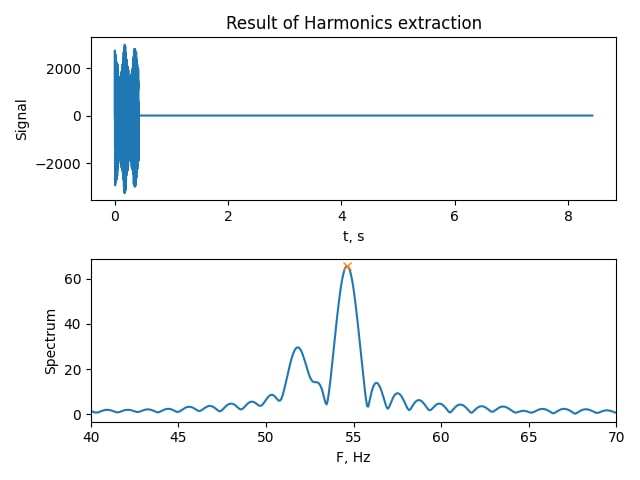 Result of Harmonics extraction
2000
0
−2000
Signal
0 2 4 6 8
t, s
60
40
20
0
Spectrum
40 45 50 55 60 65 70
F, Hz